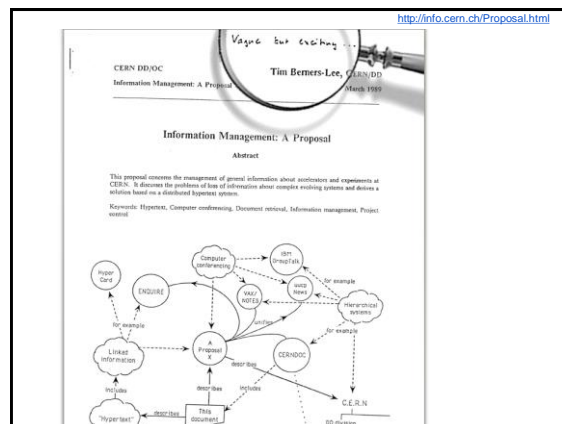 http://info.cern.ch/Proposal.html
Vague but exciting ...
CERN DD/OC
Tim Berners-Lee, CERN/DD
Information Management: A Proposal
March 1989
Information Management: A Proposal
Abstract
This proposal concerns the management of general information about accelerators and experiments at
CERN. It discusses the problems of loss of information about complex evolving systems and derives a
solution based on a distributed hypertext system.
Keywords: Hypertext, Computer conferencing, Document retrieval, Information management, Project
control
Computer
conferencing
IBM
GroupTalk
Hyper
Card
ENQUIRE
VAX/
NOTES
uucp
News
for example
Hierarchical
systems
unifies
for example
for example
Linked
information
A
Proposal
X
CERNDOC
describes
includes
describes
includes
C.E.R.N
"Hypertext"
describes
This
document